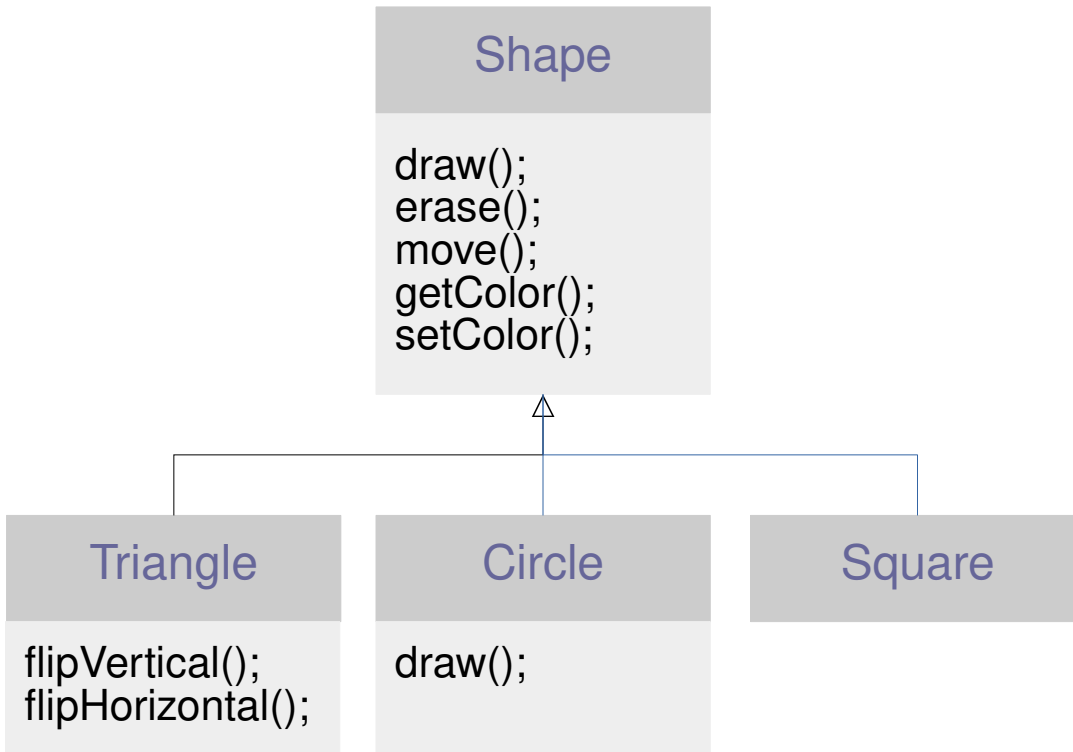 Shape
draw();
erase();
move();
getColor();
setColor();
Triangle
flipVertical();
flipHorizontal();
Circle
draw();
Square